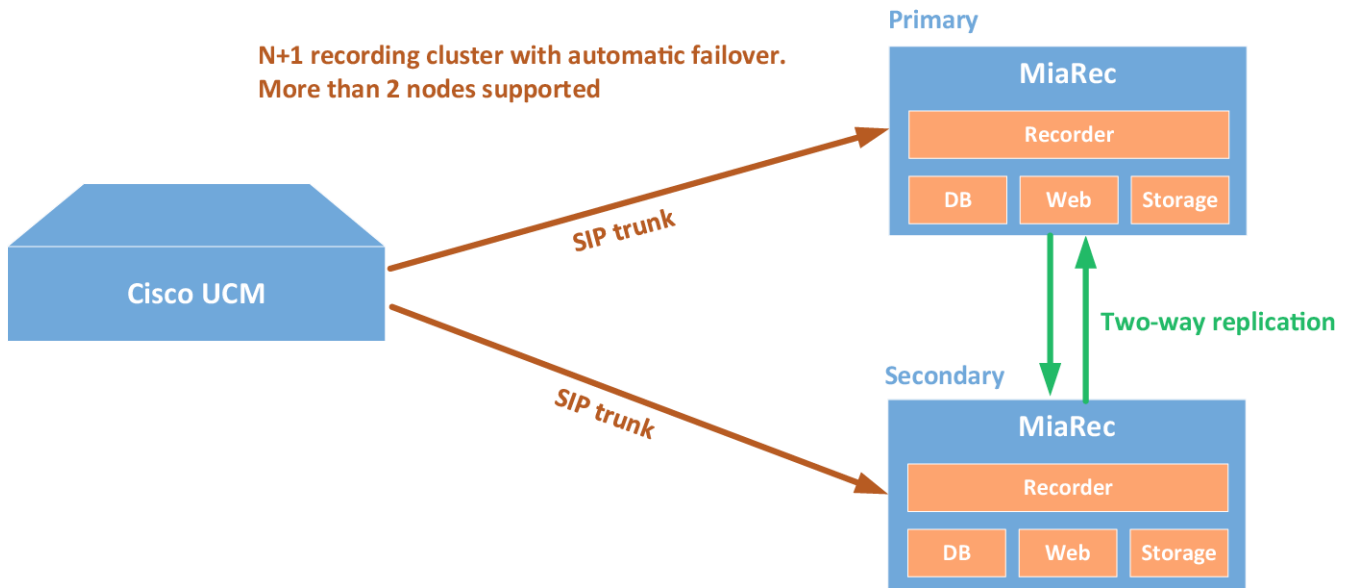 Primary
N+1 recording cluster with automatic failover.
More than 2 nodes supported
MiaRec
Recorder
DB
Web
Storage
SIP trunk
Cisco UCM
Two-way replication
SIP trunk
Secondary
MiaRec
Recorder
DB
Web
Storage